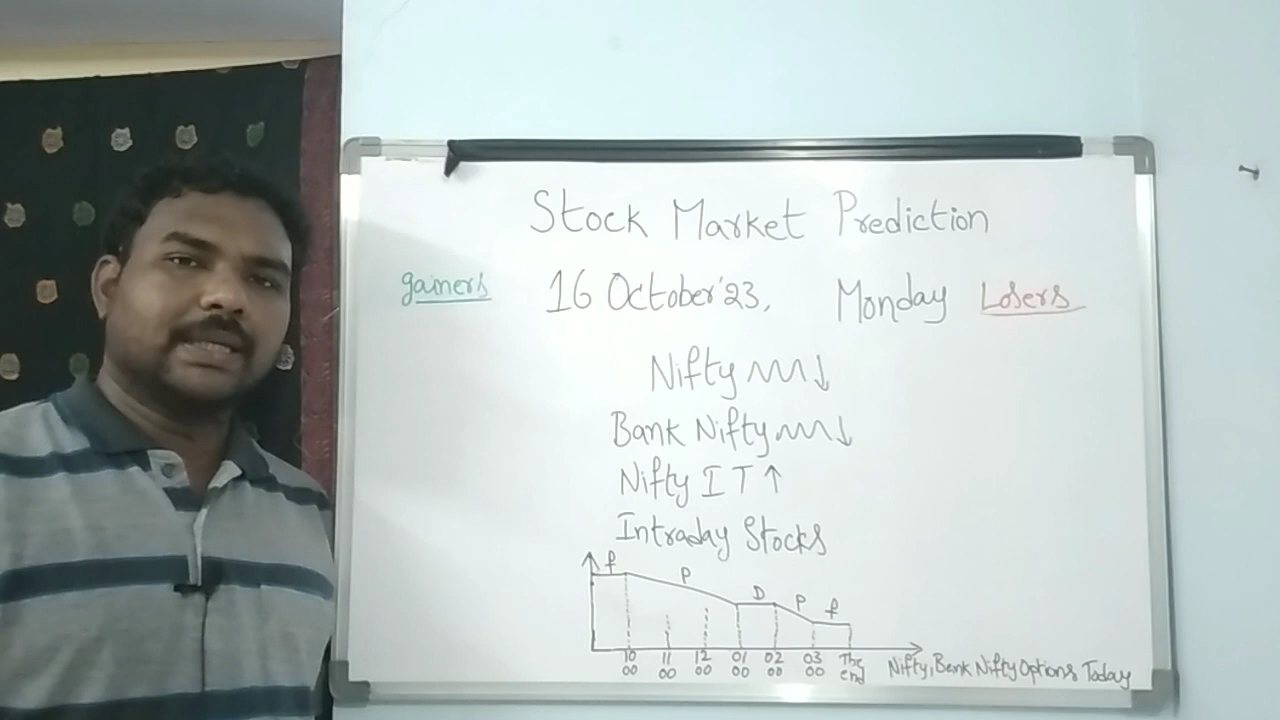 Stock Market Prediction
gainers 16 October'23, Monday Losers
Nifty ↓
Bank Nifty ↓
Nifty IT ↑
Intraday Stocks
f P D P f
10 11 12 01 02 03 The
00 00 00 00 00 00 end
Nifty, Bank Nifty Options Today